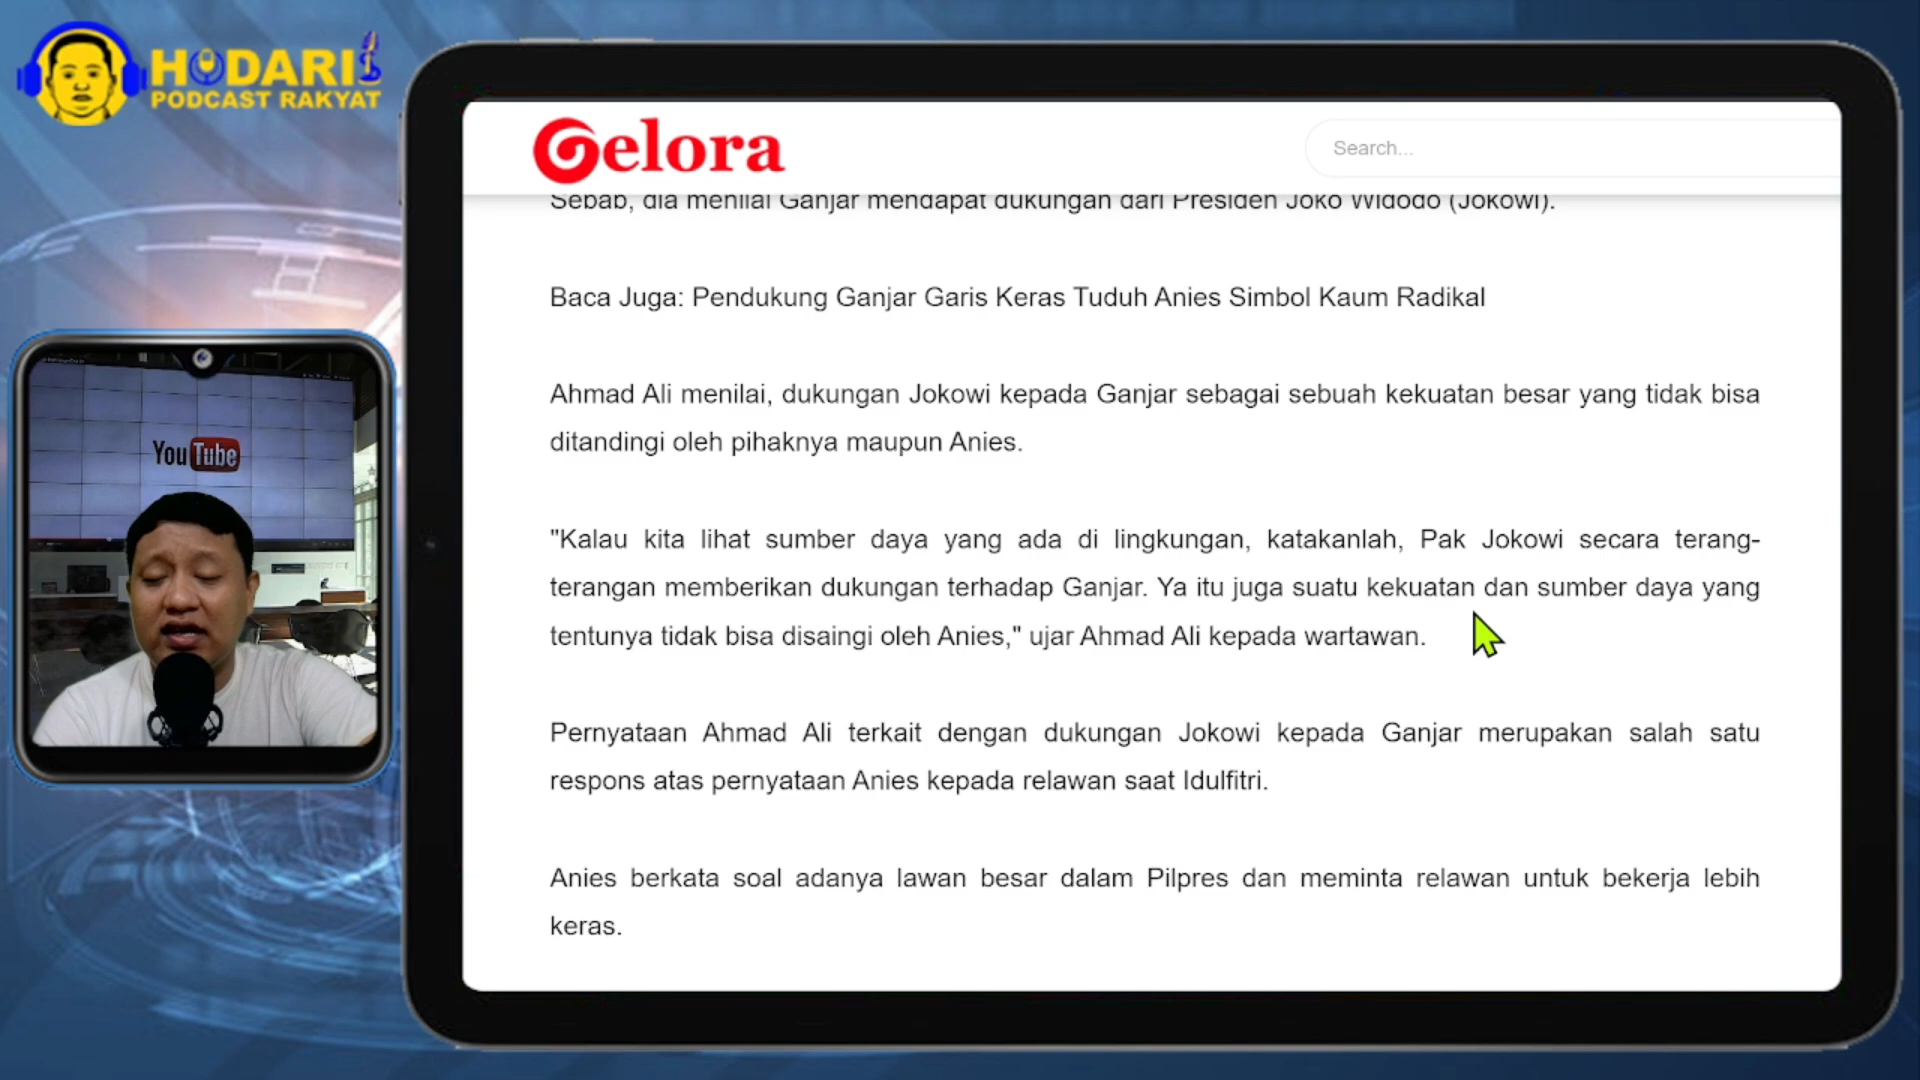 HODARI
PODCAST RAKYAT
Gelora
Search...
Sebab, dia menilai Ganjar mendapat dukungan dari Presiden Joko Widodo (Jokowi).
Baca Juga: Pendukung Ganjar Garis Keras Tuduh Anies Simbol Kaum Radikal
Ahmad Ali menilai, dukungan Jokowi kepada Ganjar sebagai sebuah kekuatan besar yang tidak bisa
ditandingi oleh pihaknya maupun Anies.
"Kalau kita lihat sumber daya yang ada di lingkungan, katakanlah, Pak Jokowi secara terang-
terangan memberikan dukungan terhadap Ganjar. Ya itu juga suatu kekuatan dan sumber daya yang
tentunya tidak bisa disaingi oleh Anies," ujar Ahmad Ali kepada wartawan.
Pernyataan Ahmad Ali terkait dengan dukungan Jokowi kepada Ganjar merupakan salah satu
respons atas pernyataan Anies kepada relawan saat Idulfitri.
Anies berkata soal adanya lawan besar dalam Pilpres dan meminta relawan untuk bekerja lebih
keras.
YouTube